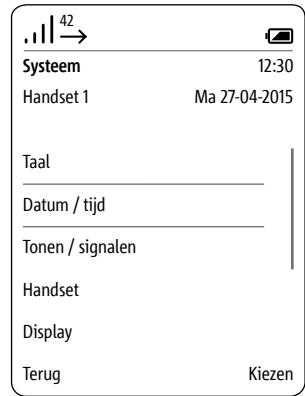 42
Systeem 12:30
Handset 1 Ma 27-04-2015
Taal
Datum / tijd
Tonen / signalen
Handset
Display
Terug Kiezen